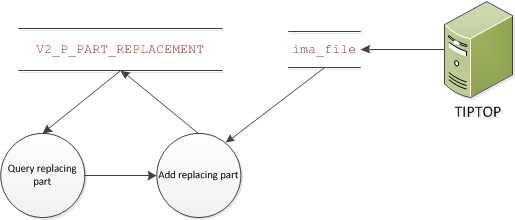 V2_P_PART_REPLACEMENT
ima_file
TIPTOP
Query replacing
part
Add replacing part